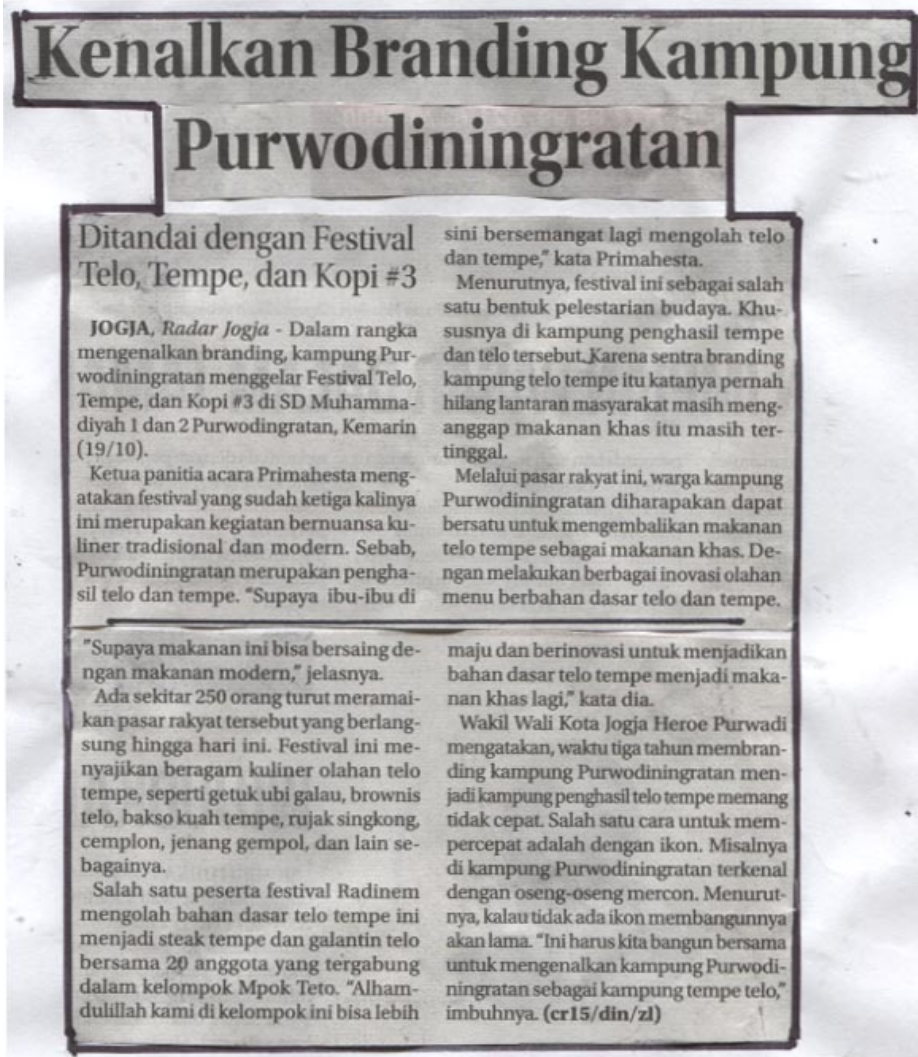 Kenalkan Branding Kampung
Purwodiningratan
Ditandai dengan Festival
Telo, Tempe, dan Kopi #3
JOGJA, Radar Jogja - Dalam rangka
mengenalkan branding, kampung Pur-
wodiningratan menggelar Festival Telo,
Tempe, dan Kopi #3 di SD Muhamma-
diyah 1 dan 2 Purwodingratan, Kemarin
(19/10).
Ketua panitia acara Primahesta meng-
atakan festival yang sudah ketiga kalinya
ini merupakan kegiatan bernuansa ku-
liner tradisional dan modern. Sebab,
Purwodiningratan merupakan pengha-
sil telo dan tempe. “Supaya ibu-ibu di
sini bersemangat lagi mengolah telo
dan tempe,” kata Primahesta.
Menurutnya, festival ini sebagai salah
satu bentuk pelestarian budaya. Khu-
susnya di kampung penghasil tempe
dan telo tersebut. Karena sentra branding
kampung telo tempe itu katanya pernah
hilang lantaran masyarakat masih meng-
anggap makanan khas itu masih ter-
tinggal.
Melalui pasar rakyat ini, warga kampung
Purwodiningratan diharapakan dapat
bersatu untuk mengembalikan makanan
telo tempe sebagai makanan khas. De-
ngan melakukan berbagai inovasi olahan
menu berbahan dasar telo dan tempe.
”Supaya makanan ini bisa bersaing de-
ngan makanan modern,” jelasnya.
Ada sekitar 250 orang turut meramai-
kan pasar rakyat tersebut yang berlang-
sung hingga hari ini. Festival ini me-
nyajikan beragam kuliner olahan telo
tempe, seperti getuk ubi galau, brownis
telo, bakso kuah tempe, rujak singkong,
cemplon, jenang gempol, dan lain se-
bagainya.
Salah satu peserta festival Radinem
mengolah bahan dasar telo tempe ini
menjadi steak tempe dan galantin telo
bersama 20 anggota yang tergabung
dalam kelompok Mpok Teto. “Alham-
dulillah kami di kelompok ini bisa lebih
maju dan berinovasi untuk menjadikan
bahan dasar telo tempe menjadi maka-
nan khas lagi,” kata dia.
Wakil Wali Kota Jogja Heroe Purwadi
mengatakan, waktu tiga tahun membran-
ding kampung Purwodiningratan men-
jadi kampung penghasil telo tempe memang
tidak cepat. Salah satu cara untuk mem-
percepat adalah dengan ikon. Misalnya
di kampung Purwodiningratan terkenal
dengan oseng-oseng mercon. Menurut-
nya, kalau tidak ada ikon membangunnya
akan lama. “Ini harus kita bangun bersama
untuk mengenalkan kampung Purwodi-
ningratan sebagai kampung tempe telo,”
imbuhnya. (cr15/din/zl)